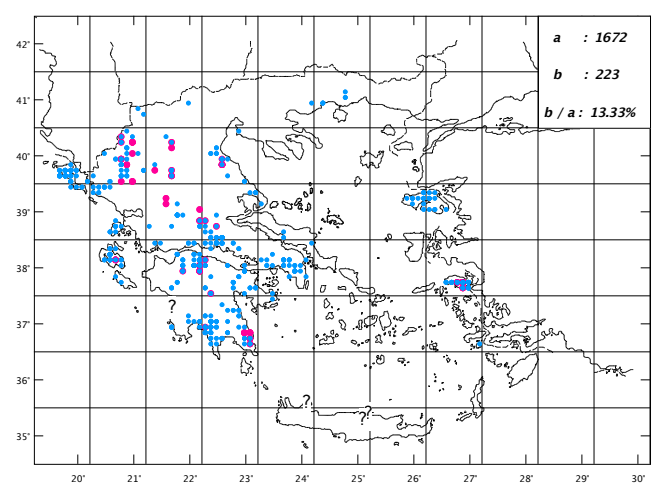 a : 1672
b : 223
b / a : 13.33%
42'
41'
40'
39'
38'
37'
36'
35'
?
?
? ?
20' 21' 22' 23' 24' 25' 26' 27' 28' 29' 30'